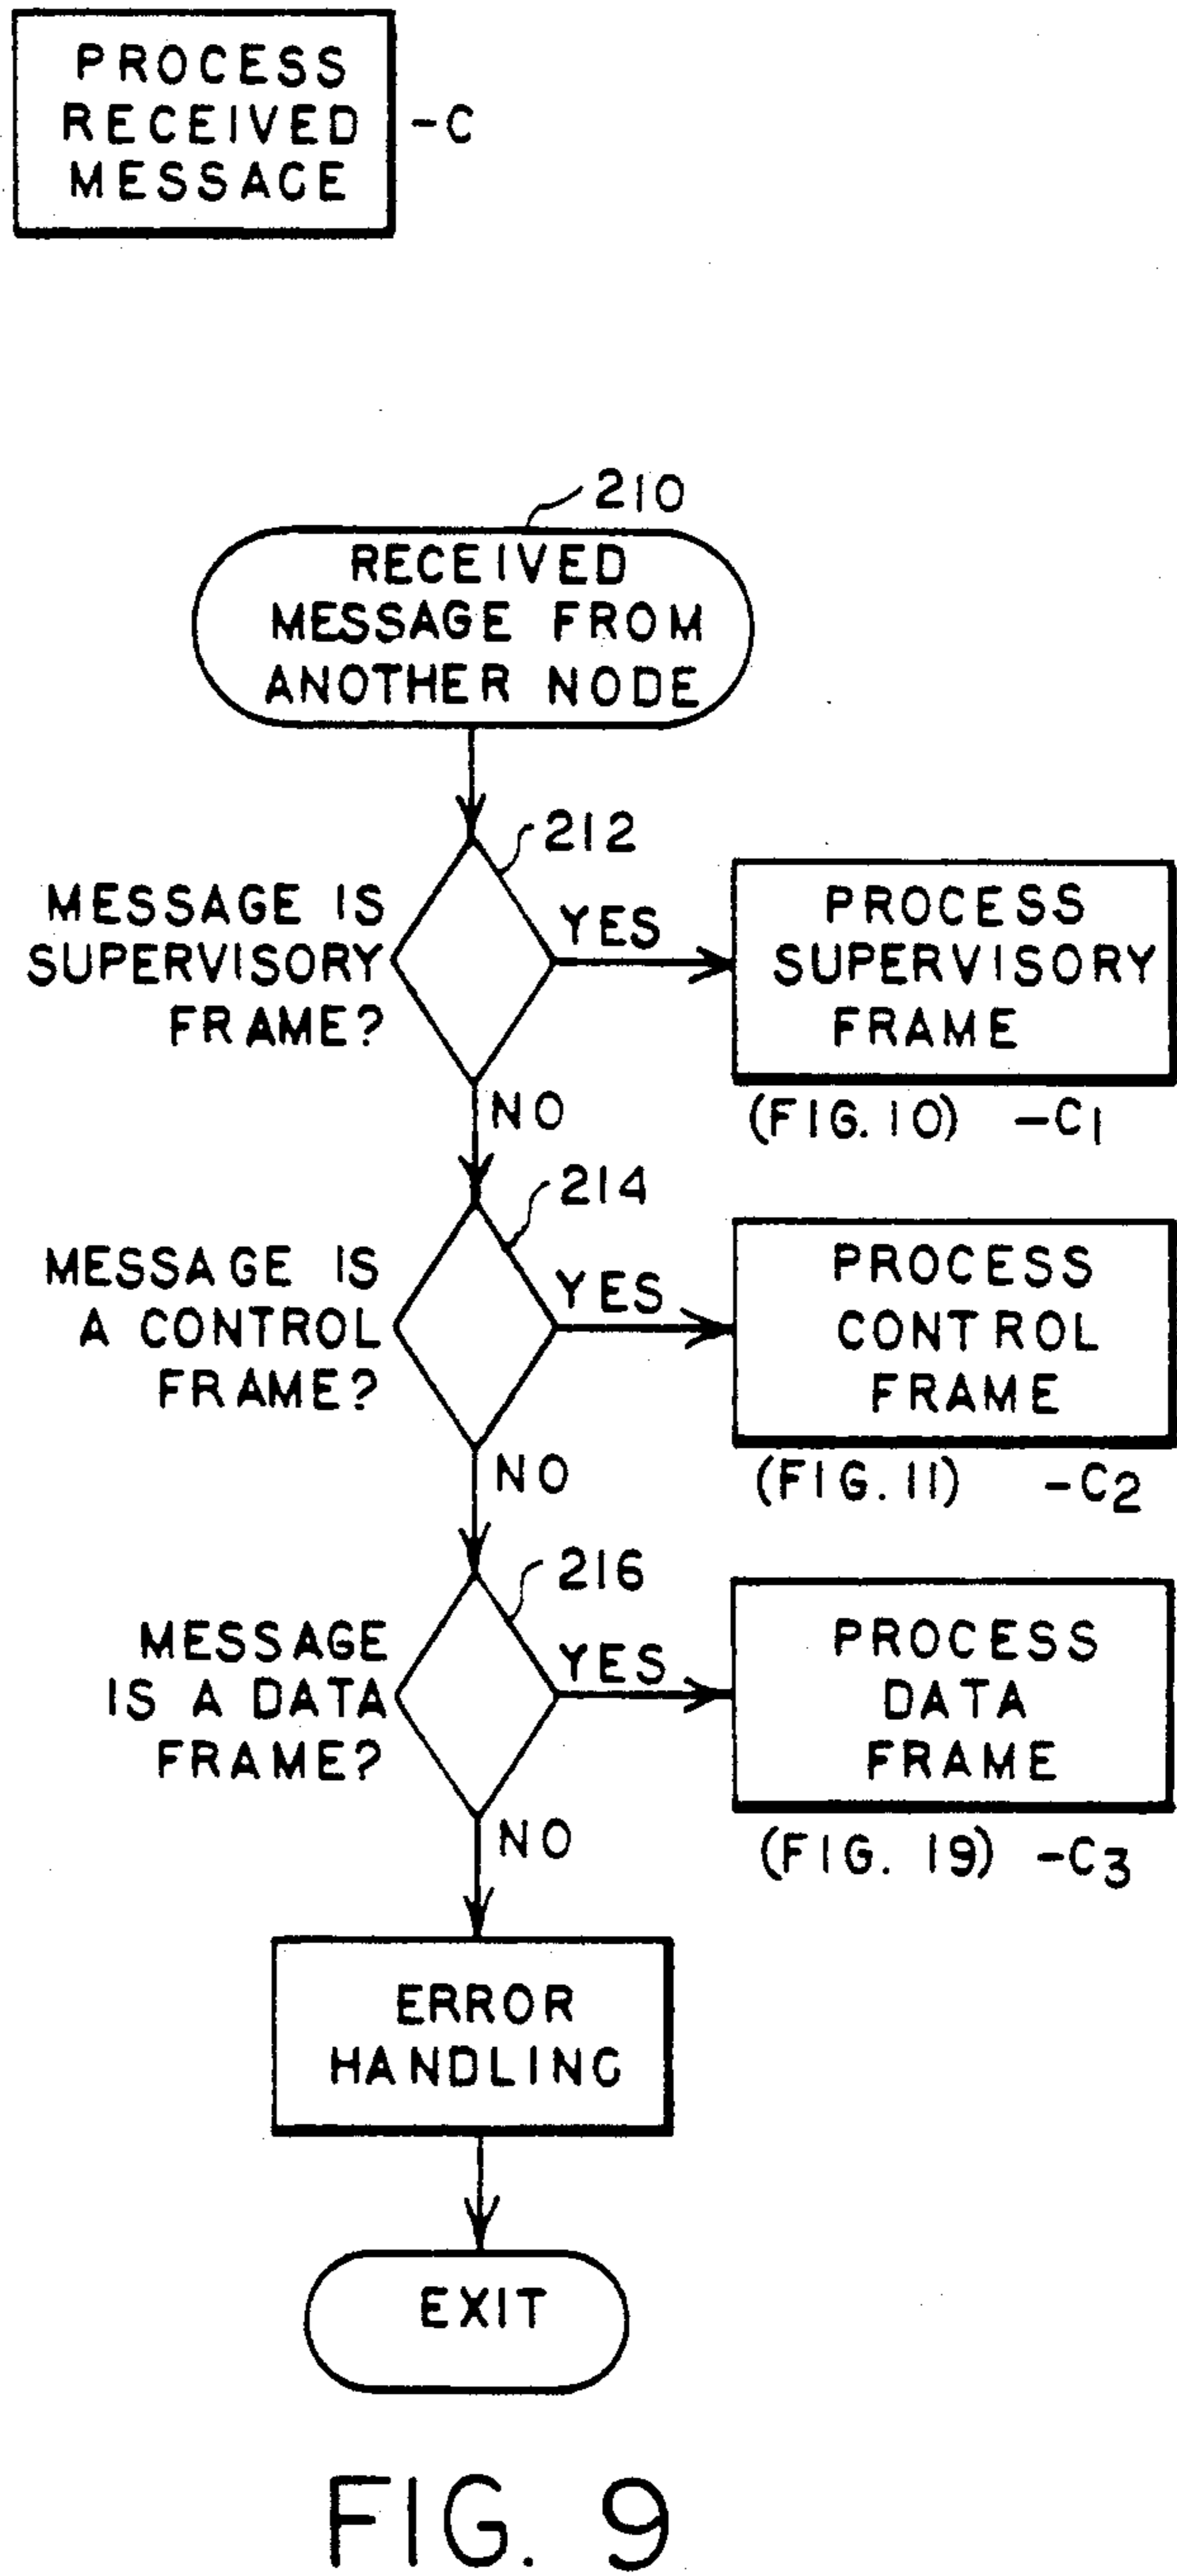 PROCESS
RECEIVED
MESSAGE
-C
210
RECEIVED
MESSAGE FROM
ANOTHER NODE
212
MESSAGE IS
SUPERVISORY
FRAME?
YES
PROCESS
SUPERVISORY
FRAME
(FIG. 10) -C1
NO
214
MESSAGE IS
A CONTROL
FRAME?
YES
PROCESS
CONTROL
FRAME
(FIG. 11) -C2
NO
216
MESSAGE
IS A DATA
FRAME?
YES
PROCESS
DATA
FRAME
(FIG. 19) -C3
NO
ERROR
HANDLING
EXIT
FIG. 9